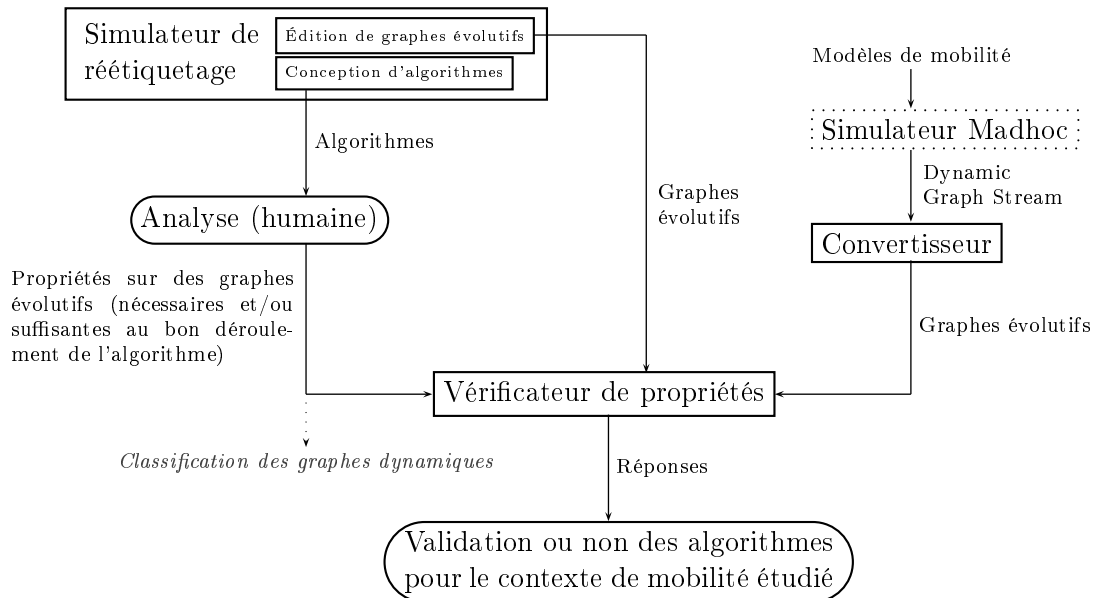 Simulateur de
réétiquetage
Édition de graphes évolutifs
Conception d'algorithmes
Modèles de mobilité
Simulateur Madhoc
Algorithmes
Dynamic
Graph Stream
Graphes
évolutifs
Analyse (humaine)
Convertisseur
Propriétés sur des graphes
évolutifs (nécessaires et/ou
suffisantes au bon déroule-
ment de l'algorithme)
Graphes évolutifs
Vérificateur de propriétés
Classification des graphes dynamiques
Réponses
Validation ou non des algorithmes
pour le contexte de mobilité étudié